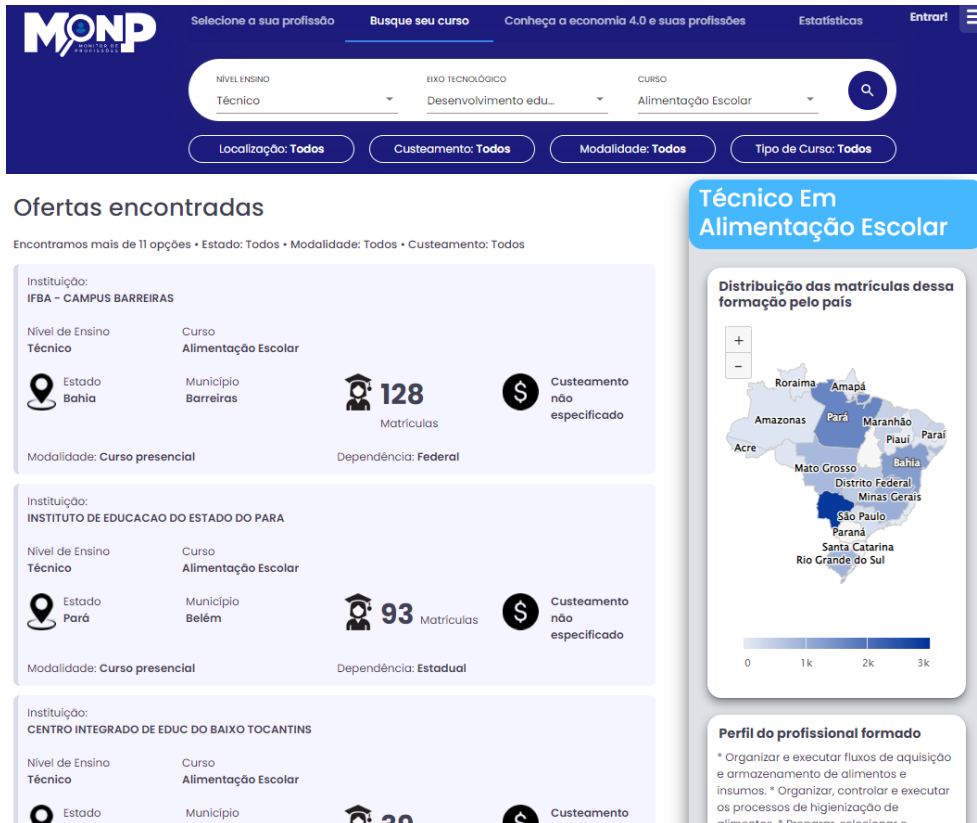 MONP
MONITOR DE
PROFISSÕES
Selecione a sua profissão
Busque seu curso
Conheça a economia 4.0 e suas profissões
Estatísticas
Entrar!
NÍVEL ENSINO
Técnico
EIXO TECNOLÓGICO
Desenvolvimento edu...
CURSO
Alimentação Escolar
Localização: Todos
Custeamento: Todos
Modalidade: Todos
Tipo de Curso: Todos
Ofertas encontradas
Encontramos mais de 11 opções • Estado: Todos • Modalidade: Todos • Custeamento: Todos
Instituição:
IFBA - CAMPUS BARREIRAS
Nível de Ensino
Técnico
Curso
Alimentação Escolar
Estado
Bahia
Município
Barreiras
128
Matrículas
$
Custeamento
não
especificado
Modalidade: Curso presencial
Dependência: Federal
Instituição:
INSTITUTO DE EDUCACAO DO ESTADO DO PARA
Nível de Ensino
Técnico
Curso
Alimentação Escolar
Estado
Pará
Município
Belém
93 Matrículas
$
Custeamento
não
especificado
Modalidade: Curso presencial
Dependência: Estadual
Instituição:
CENTRO INTEGRADO DE EDUC DO BAIXO TOCANTINS
Nível de Ensino
Técnico
Curso
Alimentação Escolar
Estado
Município
Custeamento
Técnico Em
Alimentação Escolar
Distribuição das matrículas dessa
formação pelo país
+
−
Roraima
Amapá
Amazonas
Pará
Maranhão
Piauí
Paraí
Acre
Bahia
Mato Grosso
Distrito Federal
Minas Gerais
São Paulo
Paraná
Santa Catarina
Rio Grande do Sul
0
1k
2k
3k
Perfil do profissional formado
* Organizar e executar fluxos de aquisição
e armazenamento de alimentos e
insumos. * Organizar, controlar e executar
os processos de higienização de
alimentos. * Preparar, selecionar e